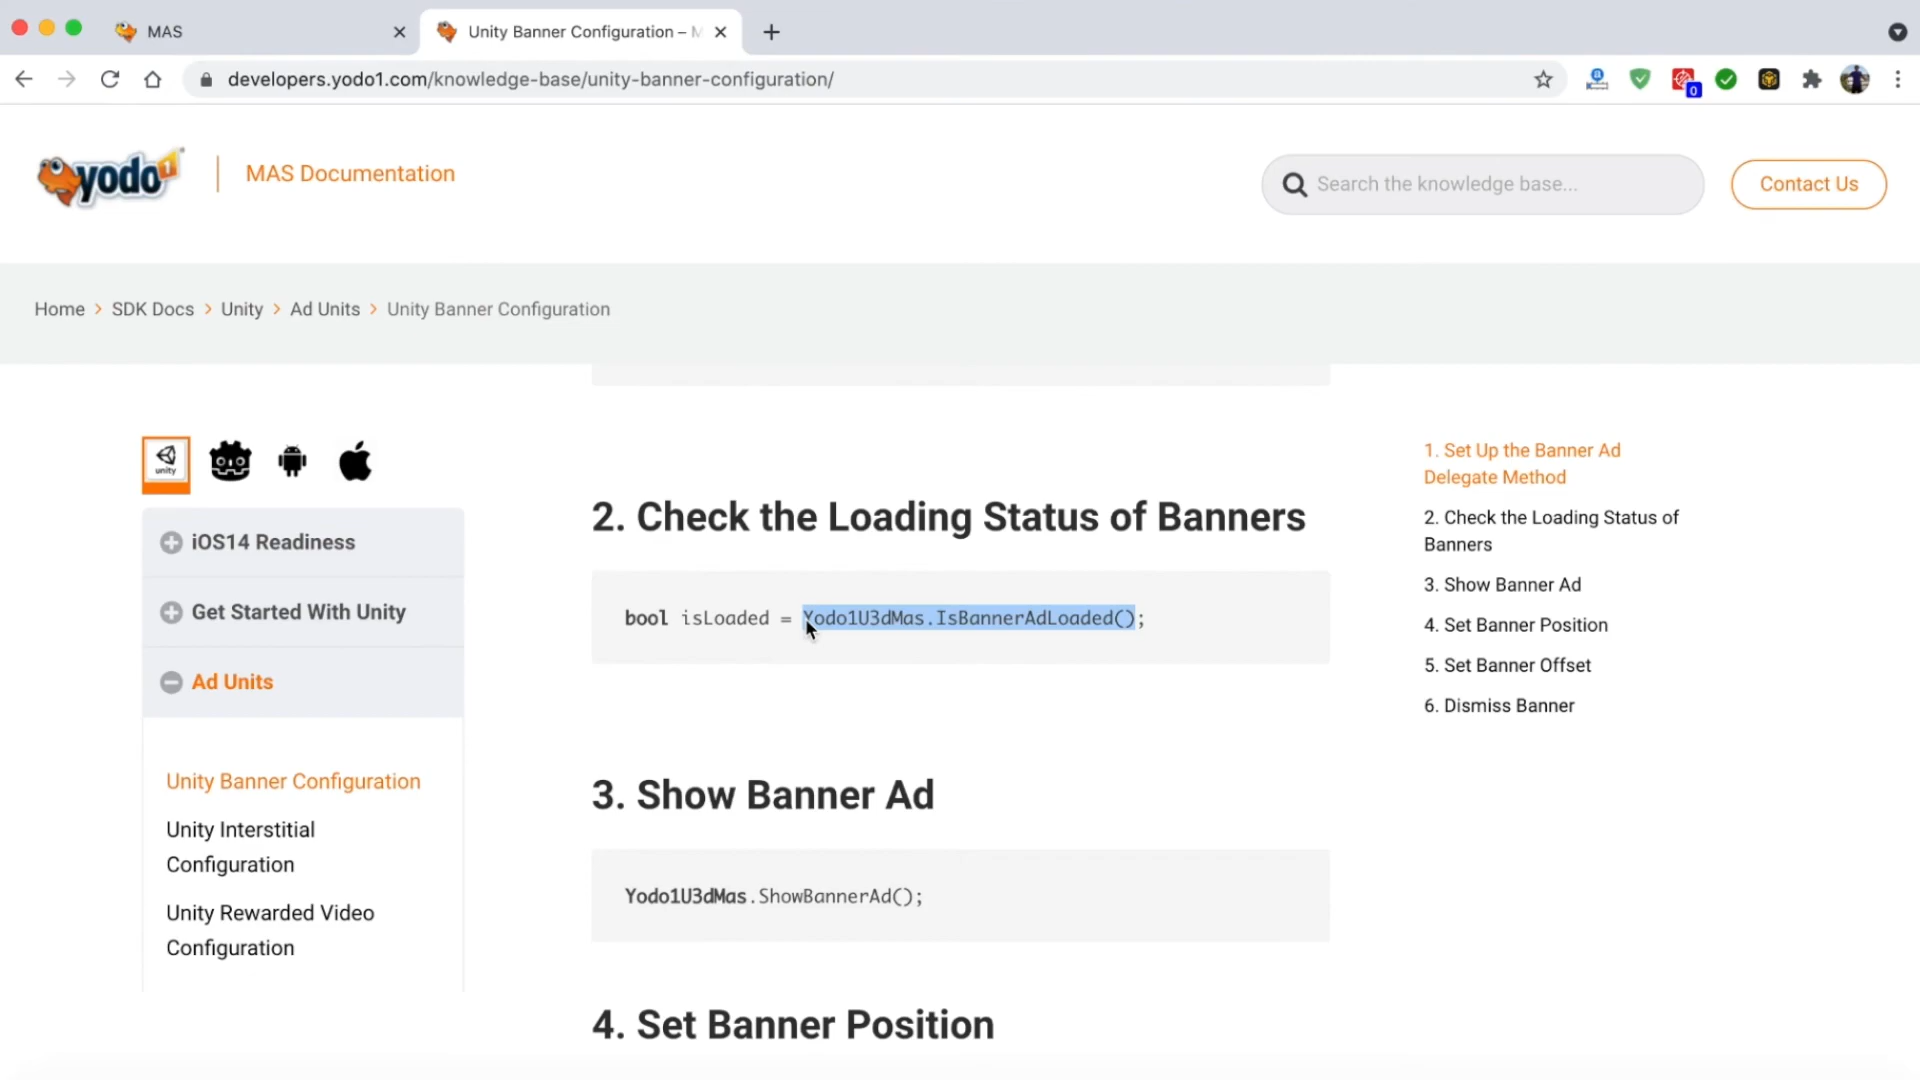 MAS
Unity Banner Configuration – M
developers.yodo1.com/knowledge-base/unity-banner-configuration/
0
yodo1
MAS Documentation
Search the knowledge base...
Contact Us
Home > SDK Docs > Unity > Ad Units > Unity Banner Configuration
unity
iOS14 Readiness
Get Started With Unity
Ad Units
Unity Banner Configuration
Unity Interstitial
Configuration
Unity Rewarded Video
Configuration
2. Check the Loading Status of Banners
bool isLoaded = Yodo1U3dMas.IsBannerAdLoaded();
3. Show Banner Ad
Yodo1U3dMas.ShowBannerAd();
4. Set Banner Position
1. Set Up the Banner Ad
Delegate Method
2. Check the Loading Status of
Banners
3. Show Banner Ad
4. Set Banner Position
5. Set Banner Offset
6. Dismiss Banner